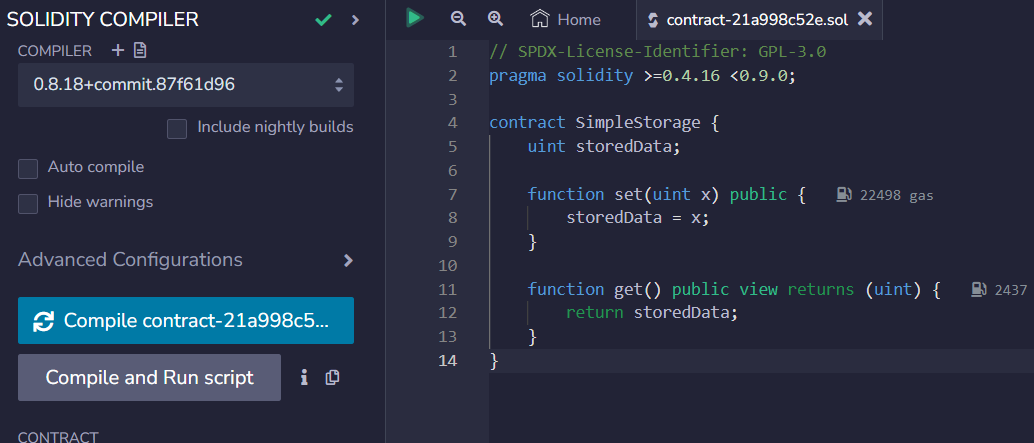 SOLIDITY COMPILER
COMPILER
0.8.18+commit.87f61d96
Include nightly builds
Auto compile
Hide warnings
Advanced Configurations
Compile contract-21a998c5...
Compile and Run script
CONTRACT
Home
contract-21a998c52e.sol
1 // SPDX-License-Identifier: GPL-3.0
2 pragma solidity >=0.4.16 <0.9.0;
3
4 contract SimpleStorage {
5 uint storedData;
6
7 function set(uint x) public { 22498 gas
8 storedData = x;
9 }
10
11 function get() public view returns (uint) { 2437
12 return storedData;
13 }
14 }